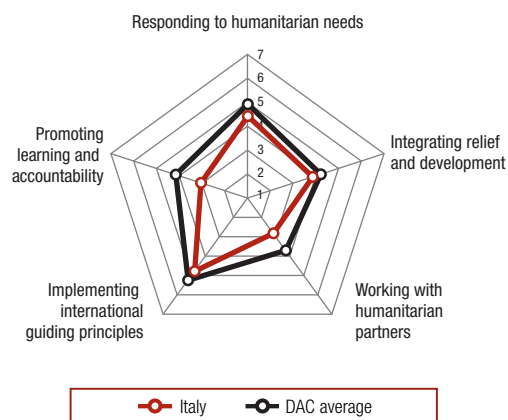 Responding to humanitarian needs
7
6
5
4
3
2
1
Promoting
learning and
accountability
Integrating relief
and development
Implementing
international
guiding principles
Working with
humanitarian
partners
Italy
DAC average